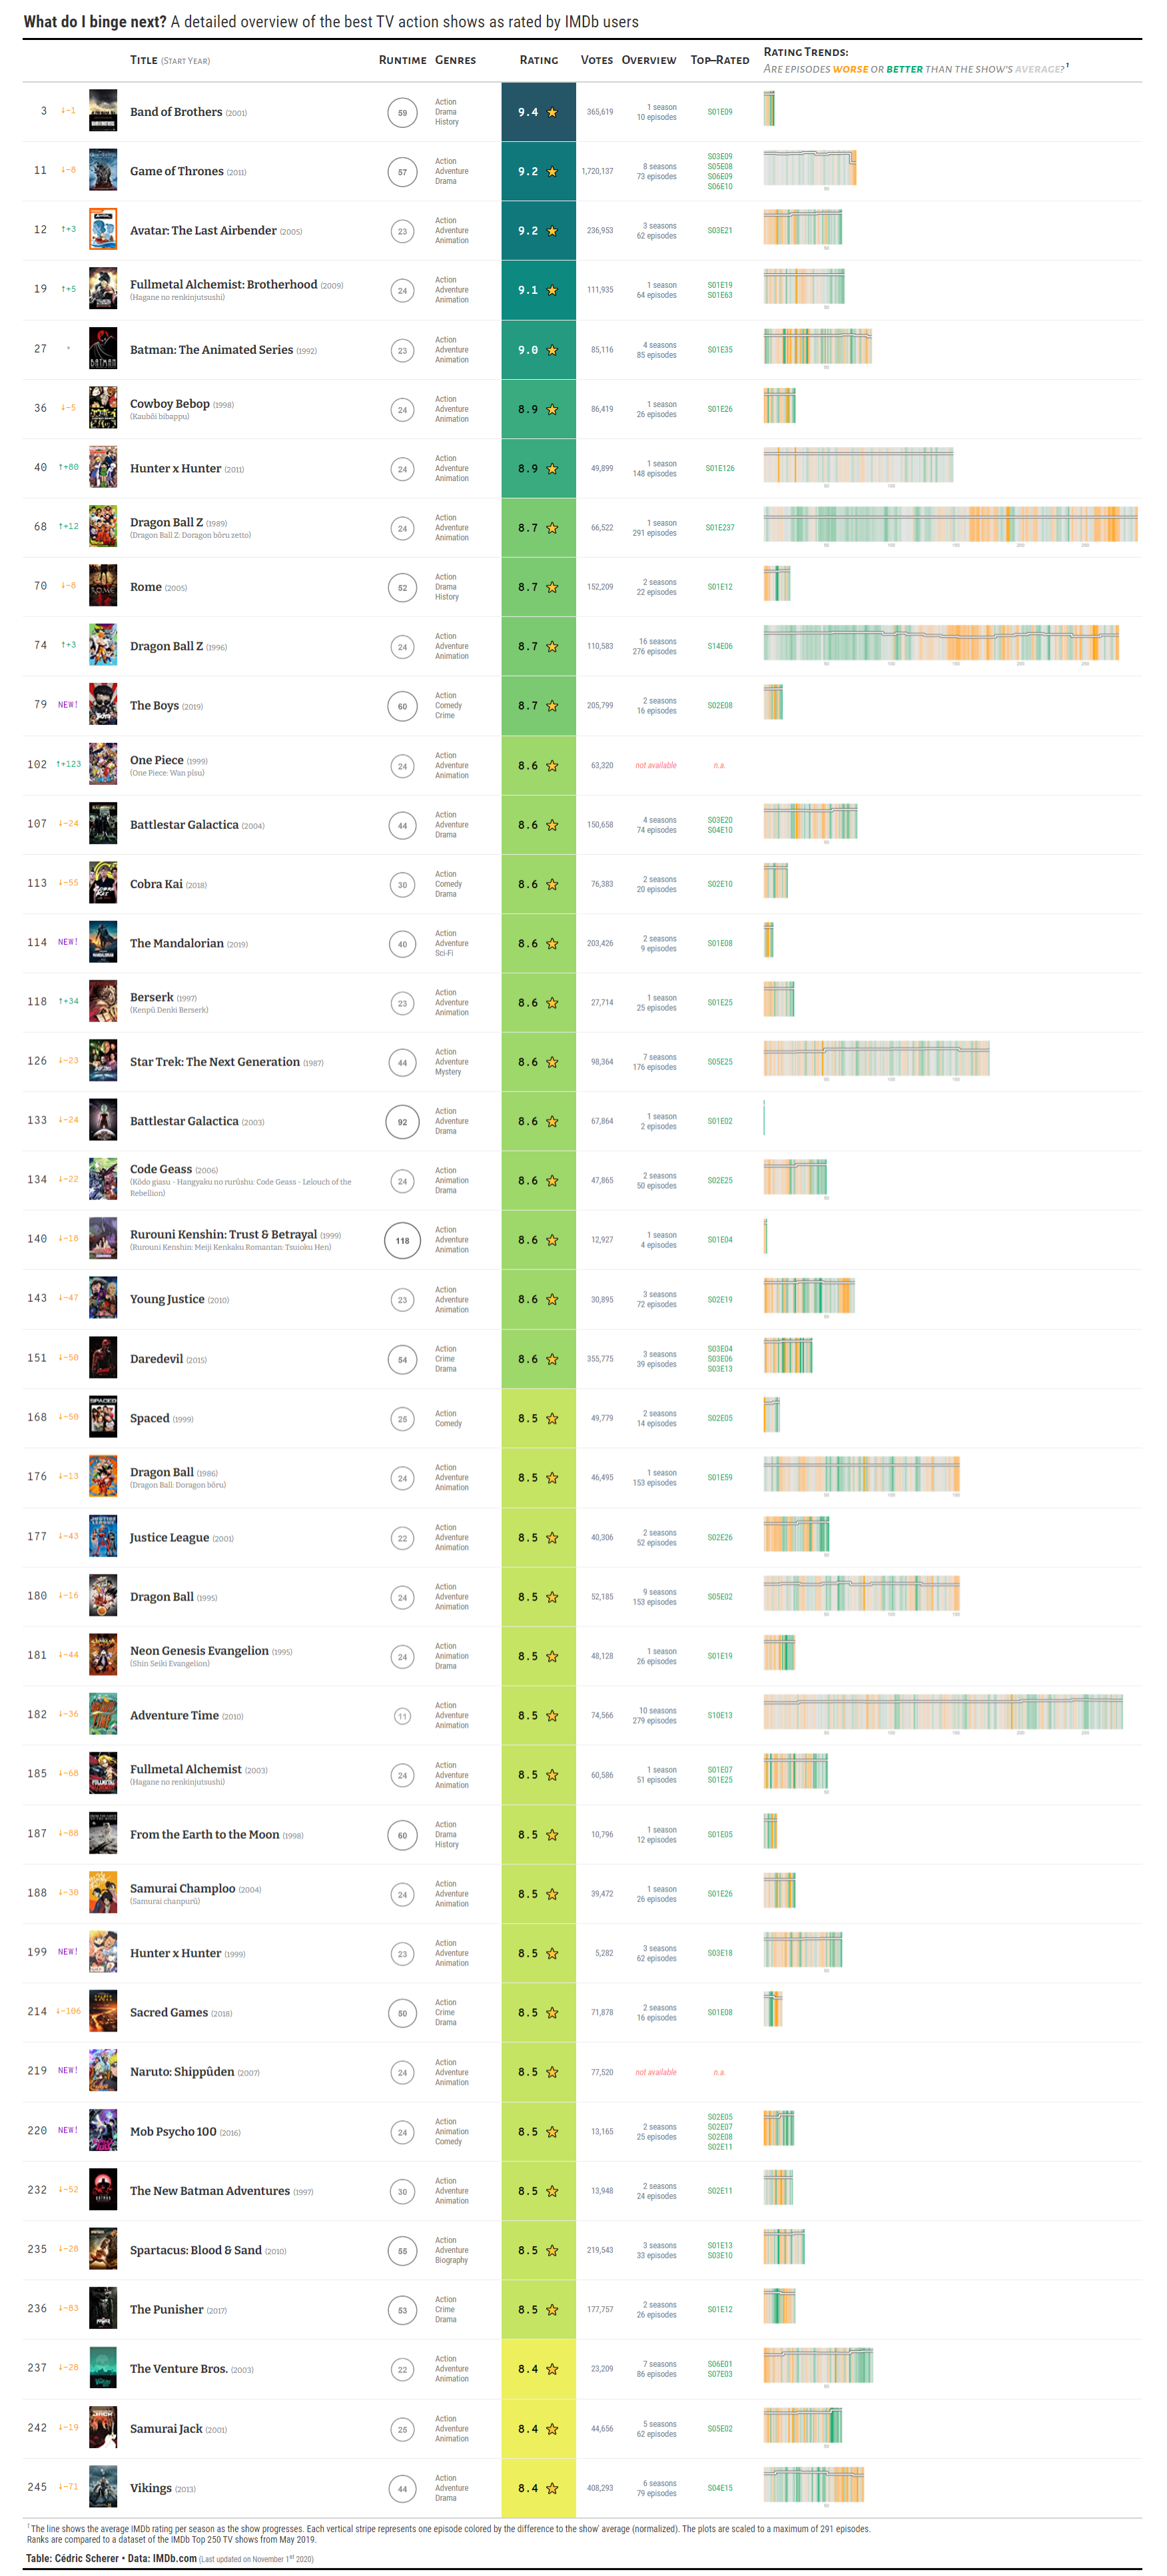 What do I binge next? A detailed overview of the best TV action shows as rated by IMDb users
TITLE (START YEAR) RUNTIME GENRES RATING VOTES OVERVIEW TOP–RATED RATING TRENDS:
ARE EPISODES WORSE OR BETTER THAN THE SHOW'S AVERAGE?¹
3 ↓−1 Band of Brothers (2001) 59 Action Drama History 9.4 365,619 1 season 10 episodes S01E09
11 ↓−8 Game of Thrones (2011) 57 Action Adventure Drama 9.2 1,720,137 8 seasons 73 episodes S03E09 S05E08 S06E09 S06E10
50
12 ↑+3 Avatar: The Last Airbender (2005) 23 Action Adventure Animation 9.2 236,953 3 seasons 62 episodes S03E21
50
19 ↑+5 Fullmetal Alchemist: Brotherhood (2009) (Hagane no renkinjutsushi) 24 Action Adventure Animation 9.1 111,935 1 season 64 episodes S01E19 S01E63
50
27 Batman: The Animated Series (1992) 23 Action Adventure Animation 9.0 85,116 4 seasons 85 episodes S01E35
50
36 ↓−5 Cowboy Bebop (1998) (Kaubôi bibappu) 24 Action Adventure Animation 8.9 86,419 1 season 26 episodes S01E26
40 ↑+80 Hunter x Hunter (2011) 24 Action Adventure Animation 8.9 49,899 1 season 148 episodes S01E126
50 100
68 ↑+12 Dragon Ball Z (1989) (Dragon Ball Z: Doragon bôru zetto) 24 Action Adventure Animation 8.7 66,522 1 season 291 episodes S01E237
50 100 150 200 250
70 ↓−8 Rome (2005) 52 Action Drama History 8.7 152,209 2 seasons 22 episodes S01E12
74 ↑+3 Dragon Ball Z (1996) 24 Action Adventure Animation 8.7 110,583 16 seasons 276 episodes S14E06
50 100 150 200 250
79 NEW! The Boys (2019) 60 Action Comedy Crime 8.7 205,799 2 seasons 16 episodes S02E08
102 ↑+123 One Piece (1999) (One Piece: Wan pîsu) 24 Action Adventure Animation 8.6 63,320 not available n.a.
107 ↓−24 Battlestar Galactica (2004) 44 Action Adventure Drama 8.6 150,658 4 seasons 74 episodes S03E20 S04E10
50
113 ↓−55 Cobra Kai (2018) 30 Action Comedy Drama 8.6 76,383 2 seasons 20 episodes S02E10
114 NEW! The Mandalorian (2019) 40 Action Adventure Sci-Fi 8.6 203,426 2 seasons 9 episodes S01E08
118 ↑+34 Berserk (1997) (Kenpû Denki Berserk) 23 Action Adventure Animation 8.6 27,714 1 season 25 episodes S01E25
126 ↓−23 Star Trek: The Next Generation (1987) 44 Action Adventure Mystery 8.6 98,364 7 seasons 176 episodes S05E25
50 100 150
133 ↓−24 Battlestar Galactica (2003) 92 Action Adventure Drama 8.6 67,864 1 season 2 episodes S01E02
134 ↓−22 Code Geass (2006) (Kôdo giasu - Hangyaku no rurûshu: Code Geass - Lelouch of the Rebellion) 24 Action Animation Drama 8.6 47,865 2 seasons 50 episodes S02E25
50
140 ↓−18 Rurouni Kenshin: Trust & Betrayal (1999) (Rurouni Kenshin: Meiji Kenkaku Romantan: Tsuioku Hen) 118 Action Adventure Animation 8.6 12,927 1 season 4 episodes S01E04
143 ↓−47 Young Justice (2010) 23 Action Adventure Animation 8.6 30,895 3 seasons 72 episodes S02E19
50
151 ↓−50 Daredevil (2015) 54 Action Crime Drama 8.6 355,775 3 seasons 39 episodes S03E04 S03E06 S03E13
168 ↓−50 Spaced (1999) 25 Action Comedy 8.5 49,779 2 seasons 14 episodes S02E05
176 ↓−13 Dragon Ball (1986) (Dragon Ball: Doragon bôru) 24 Action Adventure Animation 8.5 46,495 1 season 153 episodes S01E59
50 100 150
177 ↓−43 Justice League (2001) 22 Action Adventure Animation 8.5 40,306 2 seasons 52 episodes S02E26
50
180 ↓−16 Dragon Ball (1995) 24 Action Adventure Animation 8.5 52,185 9 seasons 153 episodes S05E02
50 100 150
181 ↓−44 Neon Genesis Evangelion (1995) (Shin Seiki Evangelion) 24 Action Animation Drama 8.5 48,128 1 season 26 episodes S01E19
182 ↓−36 Adventure Time (2010) 11 Action Adventure Animation 8.5 74,566 10 seasons 279 episodes S10E13
50 100 150 200 250
185 ↓−68 Fullmetal Alchemist (2003) (Hagane no renkinjutsushi) 24 Action Adventure Animation 8.5 60,586 1 season 51 episodes S01E07 S01E25
50
187 ↓−88 From the Earth to the Moon (1998) 60 Action Drama History 8.5 10,796 1 season 12 episodes S01E05
188 ↓−30 Samurai Champloo (2004) (Samurai chanpurû) 24 Action Adventure Animation 8.5 39,472 1 season 26 episodes S01E26
199 NEW! Hunter x Hunter (1999) 23 Action Adventure Animation 8.5 5,282 3 seasons 62 episodes S03E18
50
214 ↓−106 Sacred Games (2018) 50 Action Crime Drama 8.5 71,878 2 seasons 16 episodes S01E08
219 NEW! Naruto: Shippûden (2007) 24 Action Adventure Animation 8.5 77,520 not available n.a.
220 NEW! Mob Psycho 100 (2016) 24 Action Animation Comedy 8.5 13,165 2 seasons 25 episodes S02E05 S02E07 S02E08 S02E11
232 ↓−52 The New Batman Adventures (1997) 30 Action Adventure Animation 8.5 13,948 2 seasons 24 episodes S02E11
235 ↓−28 Spartacus: Blood & Sand (2010) 55 Action Adventure Biography 8.5 219,543 3 seasons 33 episodes S01E13 S03E10
236 ↓−83 The Punisher (2017) 53 Action Crime Drama 8.5 177,757 2 seasons 26 episodes S01E12
237 ↓−28 The Venture Bros. (2003) 22 Action Adventure Animation 8.4 23,209 7 seasons 86 episodes S06E01 S07E03
50
242 ↓−19 Samurai Jack (2001) 25 Action Adventure Animation 8.4 44,656 5 seasons 62 episodes S05E02
50
245 ↓−71 Vikings (2013) 44 Action Adventure Drama 8.4 408,293 6 seasons 79 episodes S04E15
50
¹ The line shows the average IMDb rating per season as the show progresses. Each vertical stripe represents one episode colored by the difference to the show' average (normalized). The plots are scaled to a maximum of 291 episodes.
Ranks are compared to a dataset of the IMDb Top 250 TV shows from May 2019.
Table: Cédric Scherer • Data: IMDb.com (Last updated on November 1st 2020)